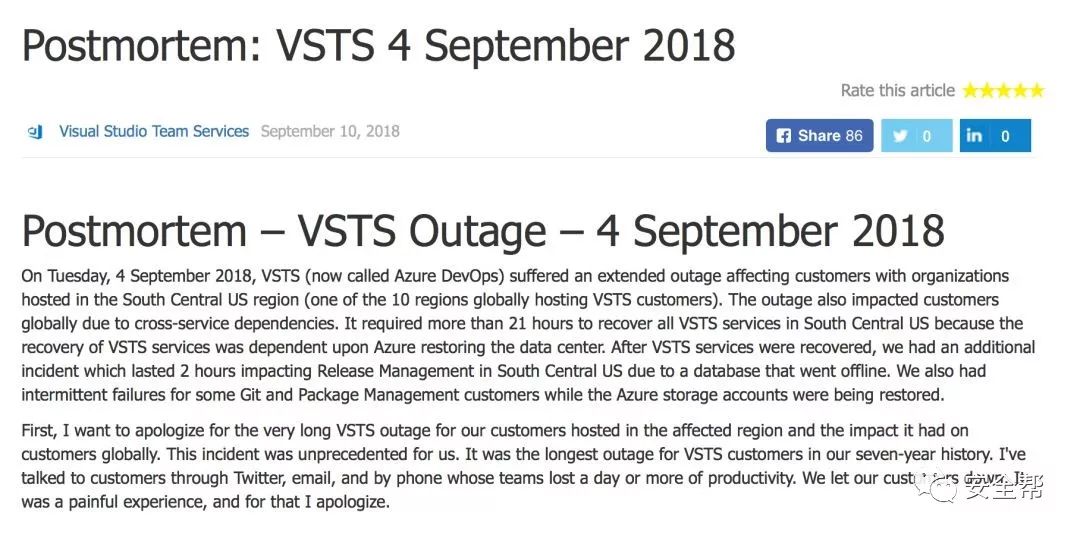 Postmortem: VSTS 4 September 2018
Rate this article
Visual Studio Team Services September 10, 2018
Share 86
0
in 0
Postmortem – VSTS Outage – 4 September 2018
On Tuesday, 4 September 2018, VSTS (now called Azure DevOps) suffered an extended outage affecting customers with organizations
hosted in the South Central US region (one of the 10 regions globally hosting VSTS customers). The outage also impacted customers
globally due to cross-service dependencies. It required more than 21 hours to recover all VSTS services in South Central US because the
recovery of VSTS services was dependent upon Azure restoring the data center. After VSTS services were recovered, we had an additional
incident which lasted 2 hours impacting Release Management in South Central US due to a database that went offline. We also had
intermittent failures for some Git and Package Management customers while the Azure storage accounts were being restored.
First, I want to apologize for the very long VSTS outage for our customers hosted in the affected region and the impact it had on
customers globally. This incident was unprecedented for us. It was the longest outage for VSTS customers in our seven-year history. I've
talked to customers through Twitter, email, and by phone whose teams lost a day or more of productivity. We let our customers down. It
was a painful experience, and for that I apologize.
安全帮